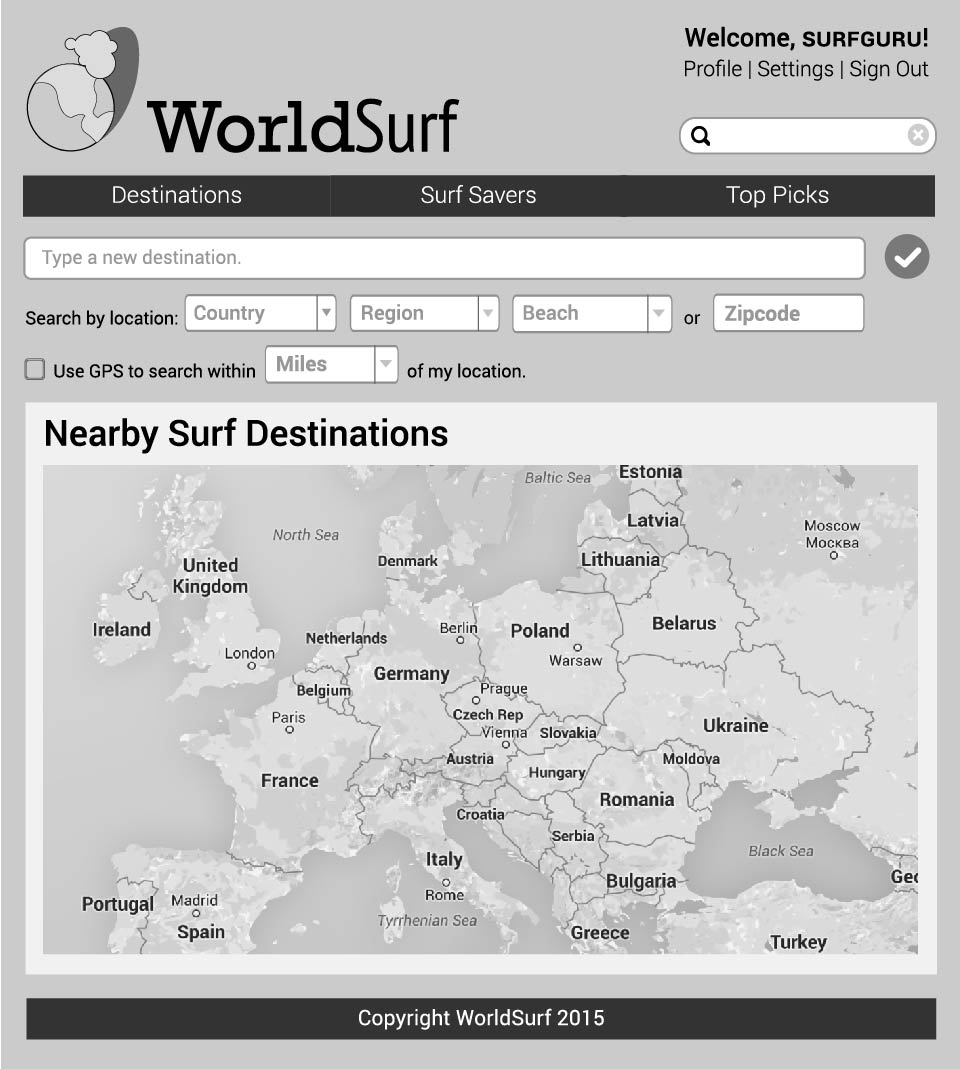 Welcome, SURFGURU!
Profile | Settings | Sign Out
WorldSurf
Destinations Surf Savers Top Picks
Type a new destination.
Search by location: Country Region Beach or Zipcode
Use GPS to search within Miles of my location.
Nearby Surf Destinations
Baltic Sea
Estonia
Latvia
Moscow
Москва
North Sea
Denmark
Lithuania
United
Kingdom
Ireland
Belarus
Netherlands
Berlin
Poland
London
Warsaw
Germany
Belgium
Prague
Paris
Czech Rep
Ukraine
Vienna
Slovakia
Austria
Moldova
France
Hungary
Romania
Croatia
Serbia
Italy
Black Sea
Bulgaria
Geo
Rome
Portugal
Madrid
Tyrrhenian Sea
Spain
Greece
Turkey
Copyright WorldSurf 2015